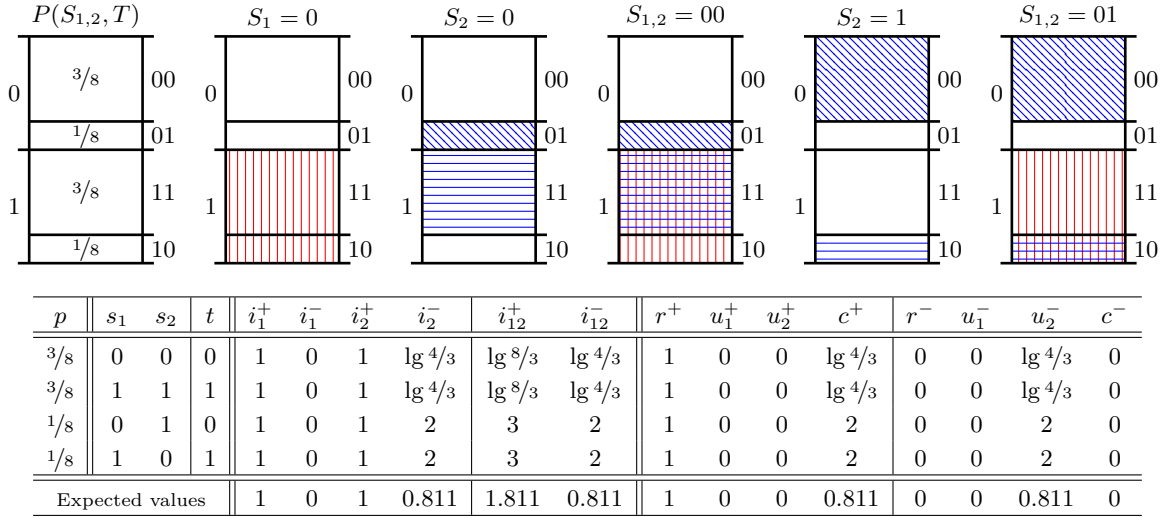 P(S₁,₂, T) S₁ = 0 S₂ = 0 S₁,₂ = 00 S₂ = 1 S₁,₂ = 01
0 3/8 00 0 00 0 00 0 00 0 00 0 00
1/8 01 01 01 01 01 01
1 3/8 11 1 11 1 11 1 11 1 11 1 11
1/8 10 10 10 10 10 10
p s₁ s₂ t i₁⁺ i₁⁻ i₂⁺ i₂⁻ i₁₂⁺ i₁₂⁻ r⁺ u₁⁺ u₂⁺ c⁺ r⁻ u₁⁻ u₂⁻ c⁻
3/8 0 0 0 1 0 1 lg 4/3 lg 8/3 lg 4/3 1 0 0 lg 4/3 0 0 lg 4/3 0
3/8 1 1 1 1 0 1 lg 4/3 lg 8/3 lg 4/3 1 0 0 lg 4/3 0 0 lg 4/3 0
1/8 0 1 0 1 0 1 2 3 2 1 0 0 2 0 0 2 0
1/8 1 0 1 1 0 1 2 3 2 1 0 0 2 0 0 2 0
Expected values 1 0 1 0.811 1.811 0.811 1 0 0 0.811 0 0 0.811 0